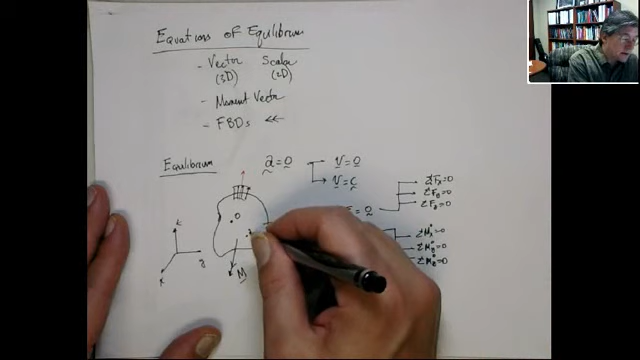 Equations of Equilibrium
- Vector Scalar
(3D) (2D)
- Moment Vector
- FBDs <<
Equilibrium a = 0 v = 0
v = c
ΣFx=0
ΣFy=0
ΣFz=0
F = 0
O
ΣMx=0
ΣMy=0
ΣMz=0
M